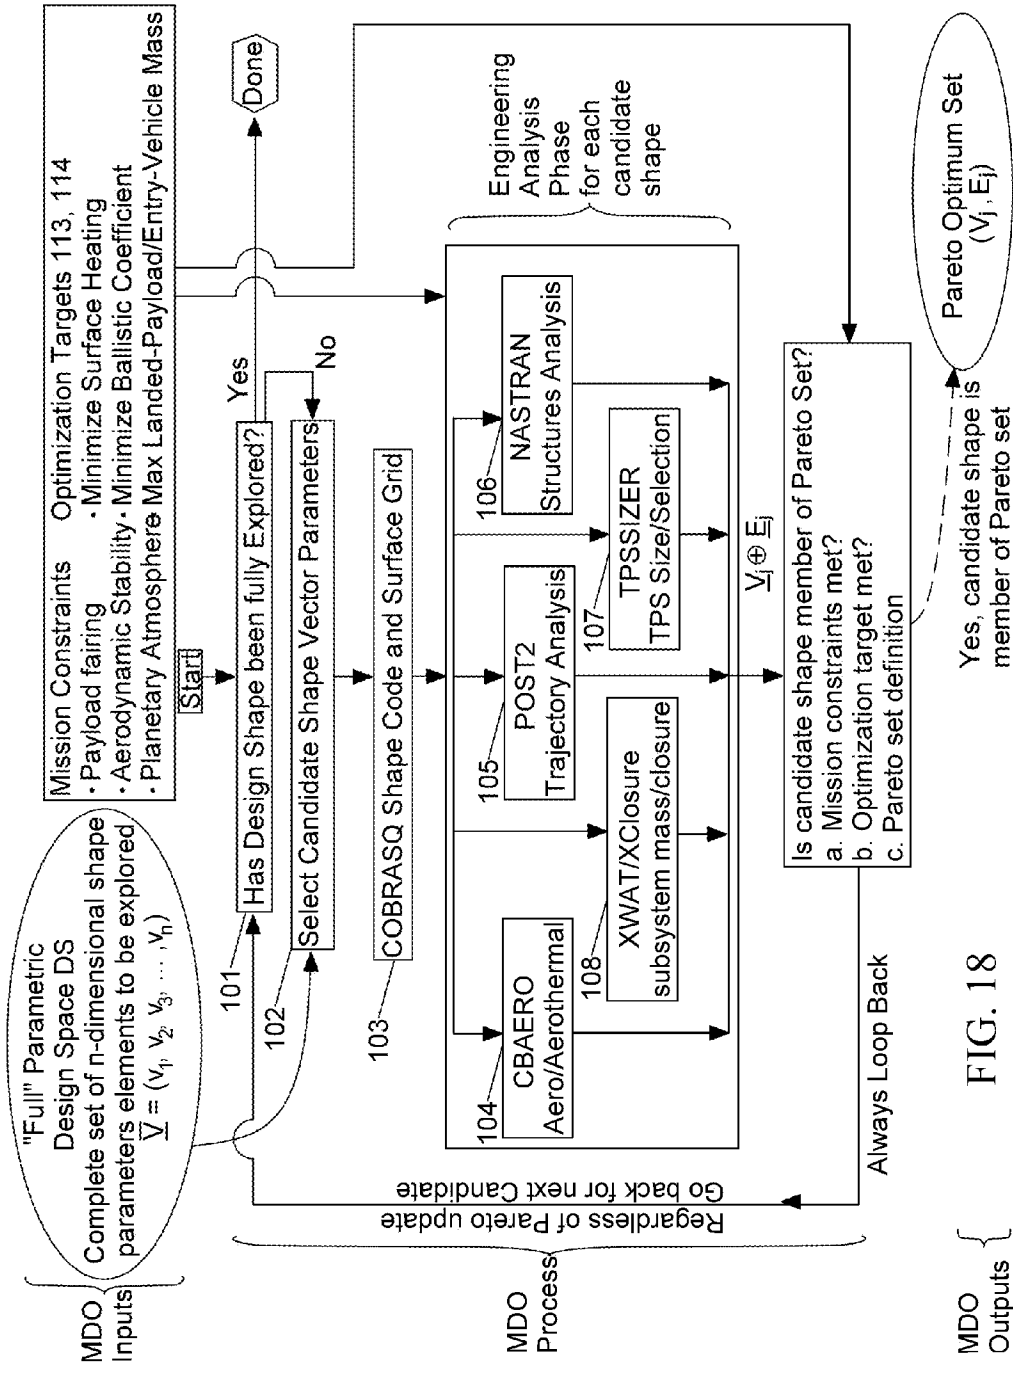 MDO
Inputs
"Full" Parametric
Design Space DS
Complete set of n-dimensional shape
parameters elements to be explored
V = (v1, v2, v3, ··· , vn)
Mission Constraints
• Payload fairing
• Aerodynamic Stability
• Planetary Atmosphere
Optimization Targets 113, 114
• Minimize Surface Heating
• Minimize Ballistic Coefficient
• Max Landed-Payload/Entry-Vehicle Mass
Start
101
Has Design Shape been fully Explored?
Yes
Done
No
102
Select Candidate Shape Vector Parameters
103
COBRASQ Shape Code and Surface Grid
MDO
Process
Regardless of Pareto update
Go back for next Candidate
104
CBAERO
Aero/Aerothermal
105
POST2
Trajectory Analysis
106
NASTRAN
Structures Analysis
108
XWAT/XClosure
subsystem mass/closure
107
TPSSIZER
TPS Size/Selection
Engineering
Analysis
Phase
for each
candidate
shape
Vj ⊕ Ej
Is candidate shape member of Pareto Set?
a. Mission constraints met?
b. Optimization target met?
c. Pareto set definition
Always Loop Back
MDO
Outputs
FIG. 18
Yes, candidate shape is
member of Pareto set
Pareto Optimum Set
(Vj , Ej)